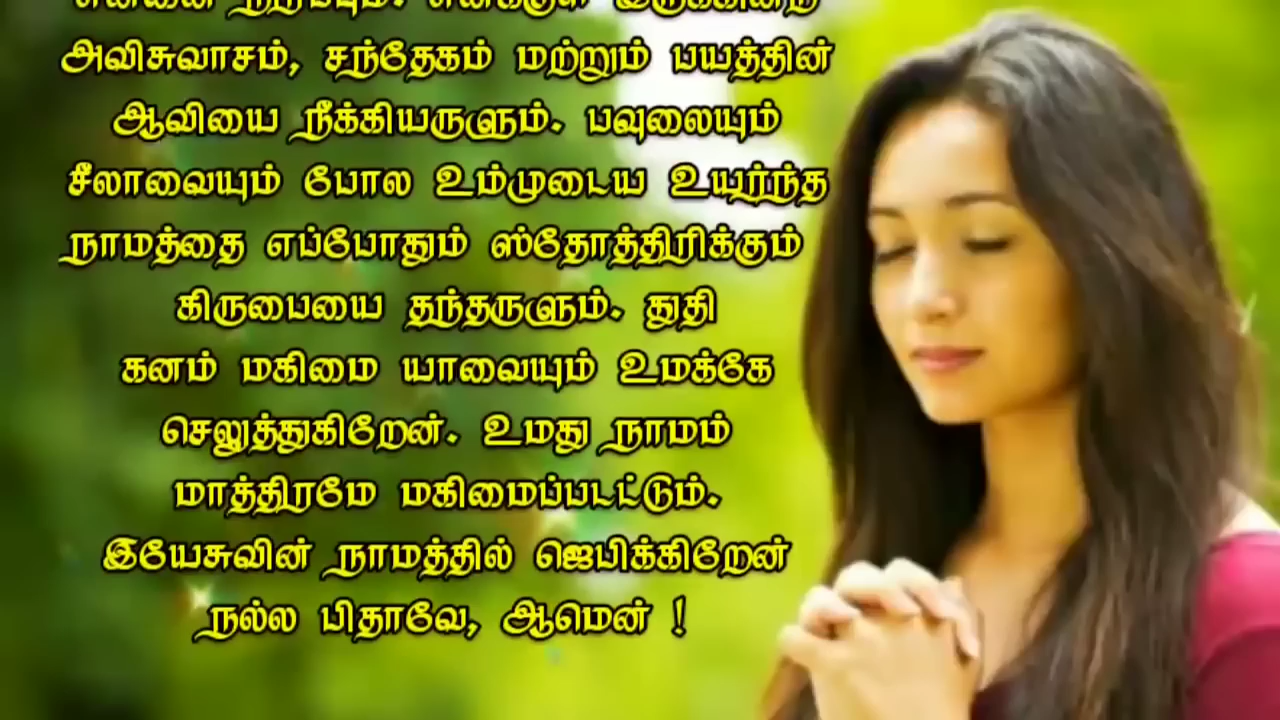 அவிசுவாசம், சந்தேகம் மற்றும் பயத்தின்
ஆவியை நீக்கியருளும். பவுலையும்
சீலாவையும் போல உம்முடைய உயர்ந்த
நாமத்தை எப்போதும் ஸ்தோத்திரிக்கும்
கிருபையை தந்தருளும். துதி
கனம் மகிமை யாவையும் உமக்கே
செலுத்துகிறேன். உமது நாமம்
மாத்திரமே மகிமைப்படட்டும்.
இயேசுவின் நாமத்தில் ஜெபிக்கிறேன்
நல்ல பிதாவே, ஆமென் !